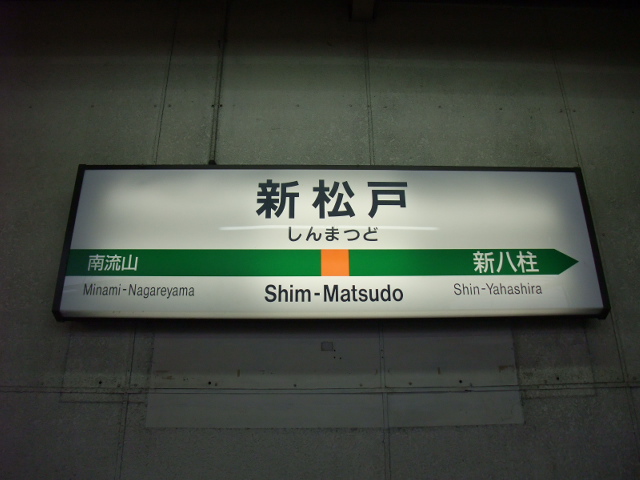 新松戸
しんまつど
南流山 新八柱
Minami-Nagareyama Shim-Matsudo Shin-Yahashira